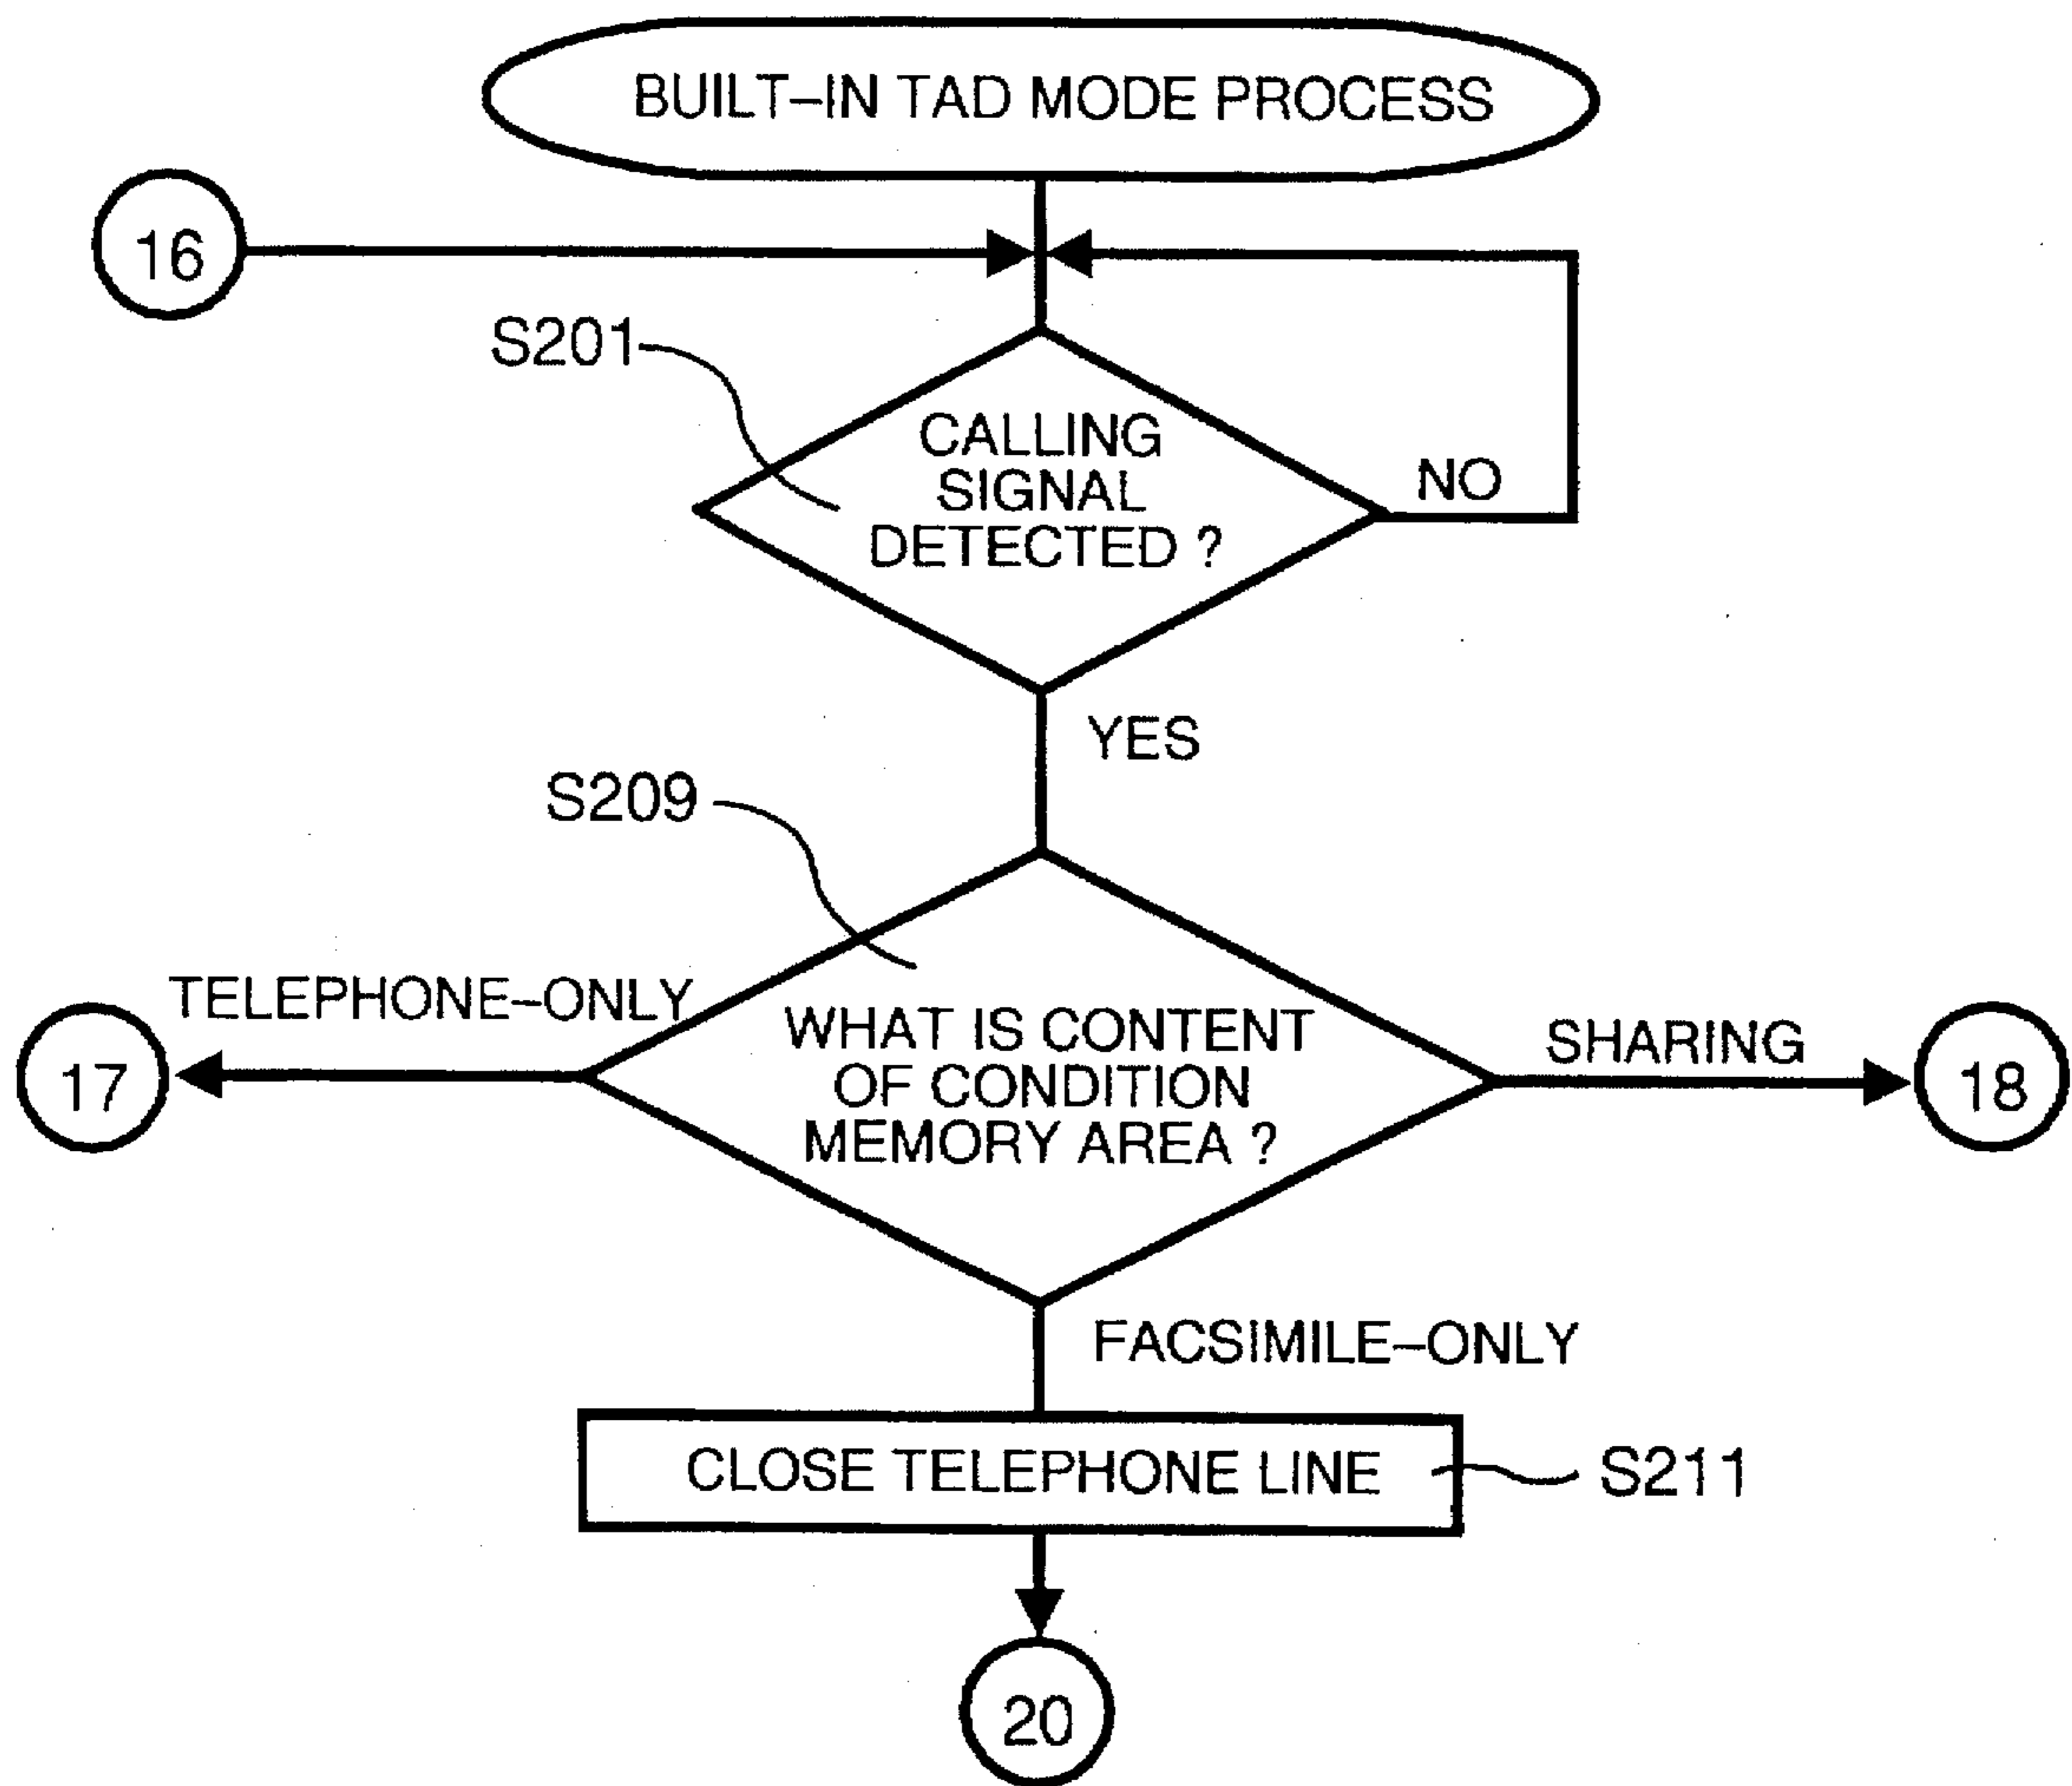 BUILT–IN TAD MODE PROCESS
16
S201
CALLING
SIGNAL
DETECTED ?
NO
YES
S209
TELEPHONE–ONLY
WHAT IS CONTENT
OF CONDITION
MEMORY AREA ?
SHARING
17
18
FACSIMILE–ONLY
CLOSE TELEPHONE LINE
S211
20